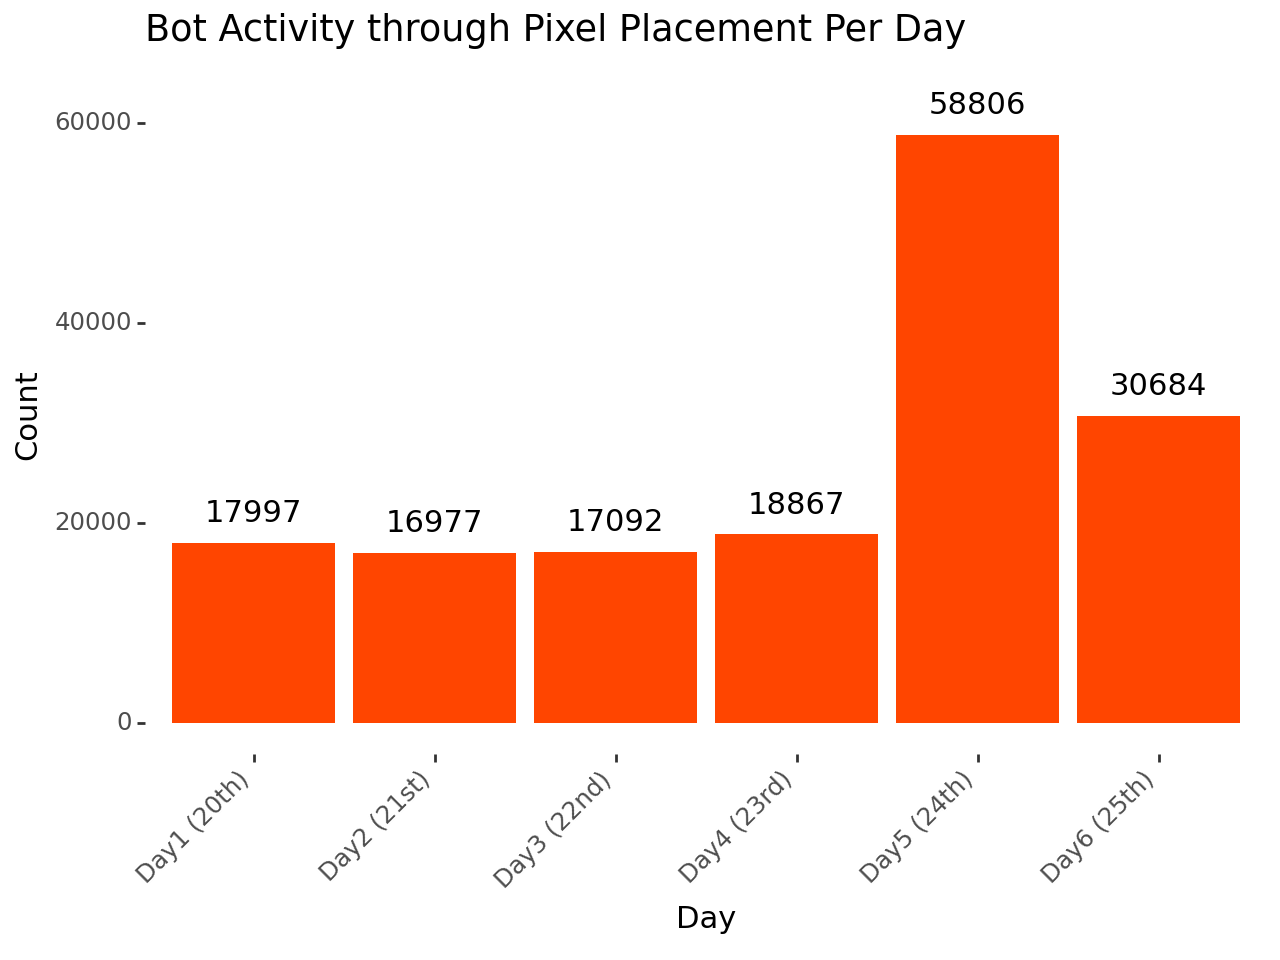 Bot Activity through Pixel Placement Per Day
60000
40000
20000
0
Count
17997
16977
17092
18867
58806
30684
Day1 (20th)
Day2 (21st)
Day3 (22nd)
Day4 (23rd)
Day5 (24th)
Day6 (25th)
Day